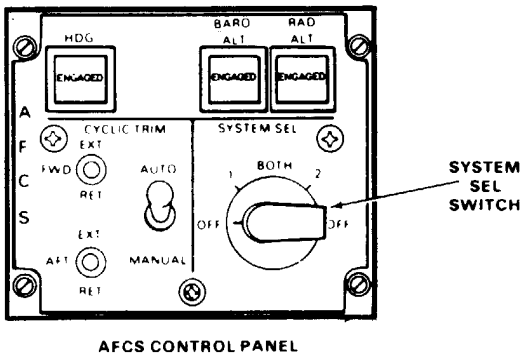 HDG
BARO
ALT
RAD
ALT
ENGAGED
ENGAGED
ENGAGED
AFCS
CYCLIC TRIM
SYSTEM SEL
EXT
FWD
RET
AUTO
MANUAL
EXT
AFT
RET
BOTH
1
2
OFF
OFF
SYSTEM
SEL
SWITCH
AFCS CONTROL PANEL